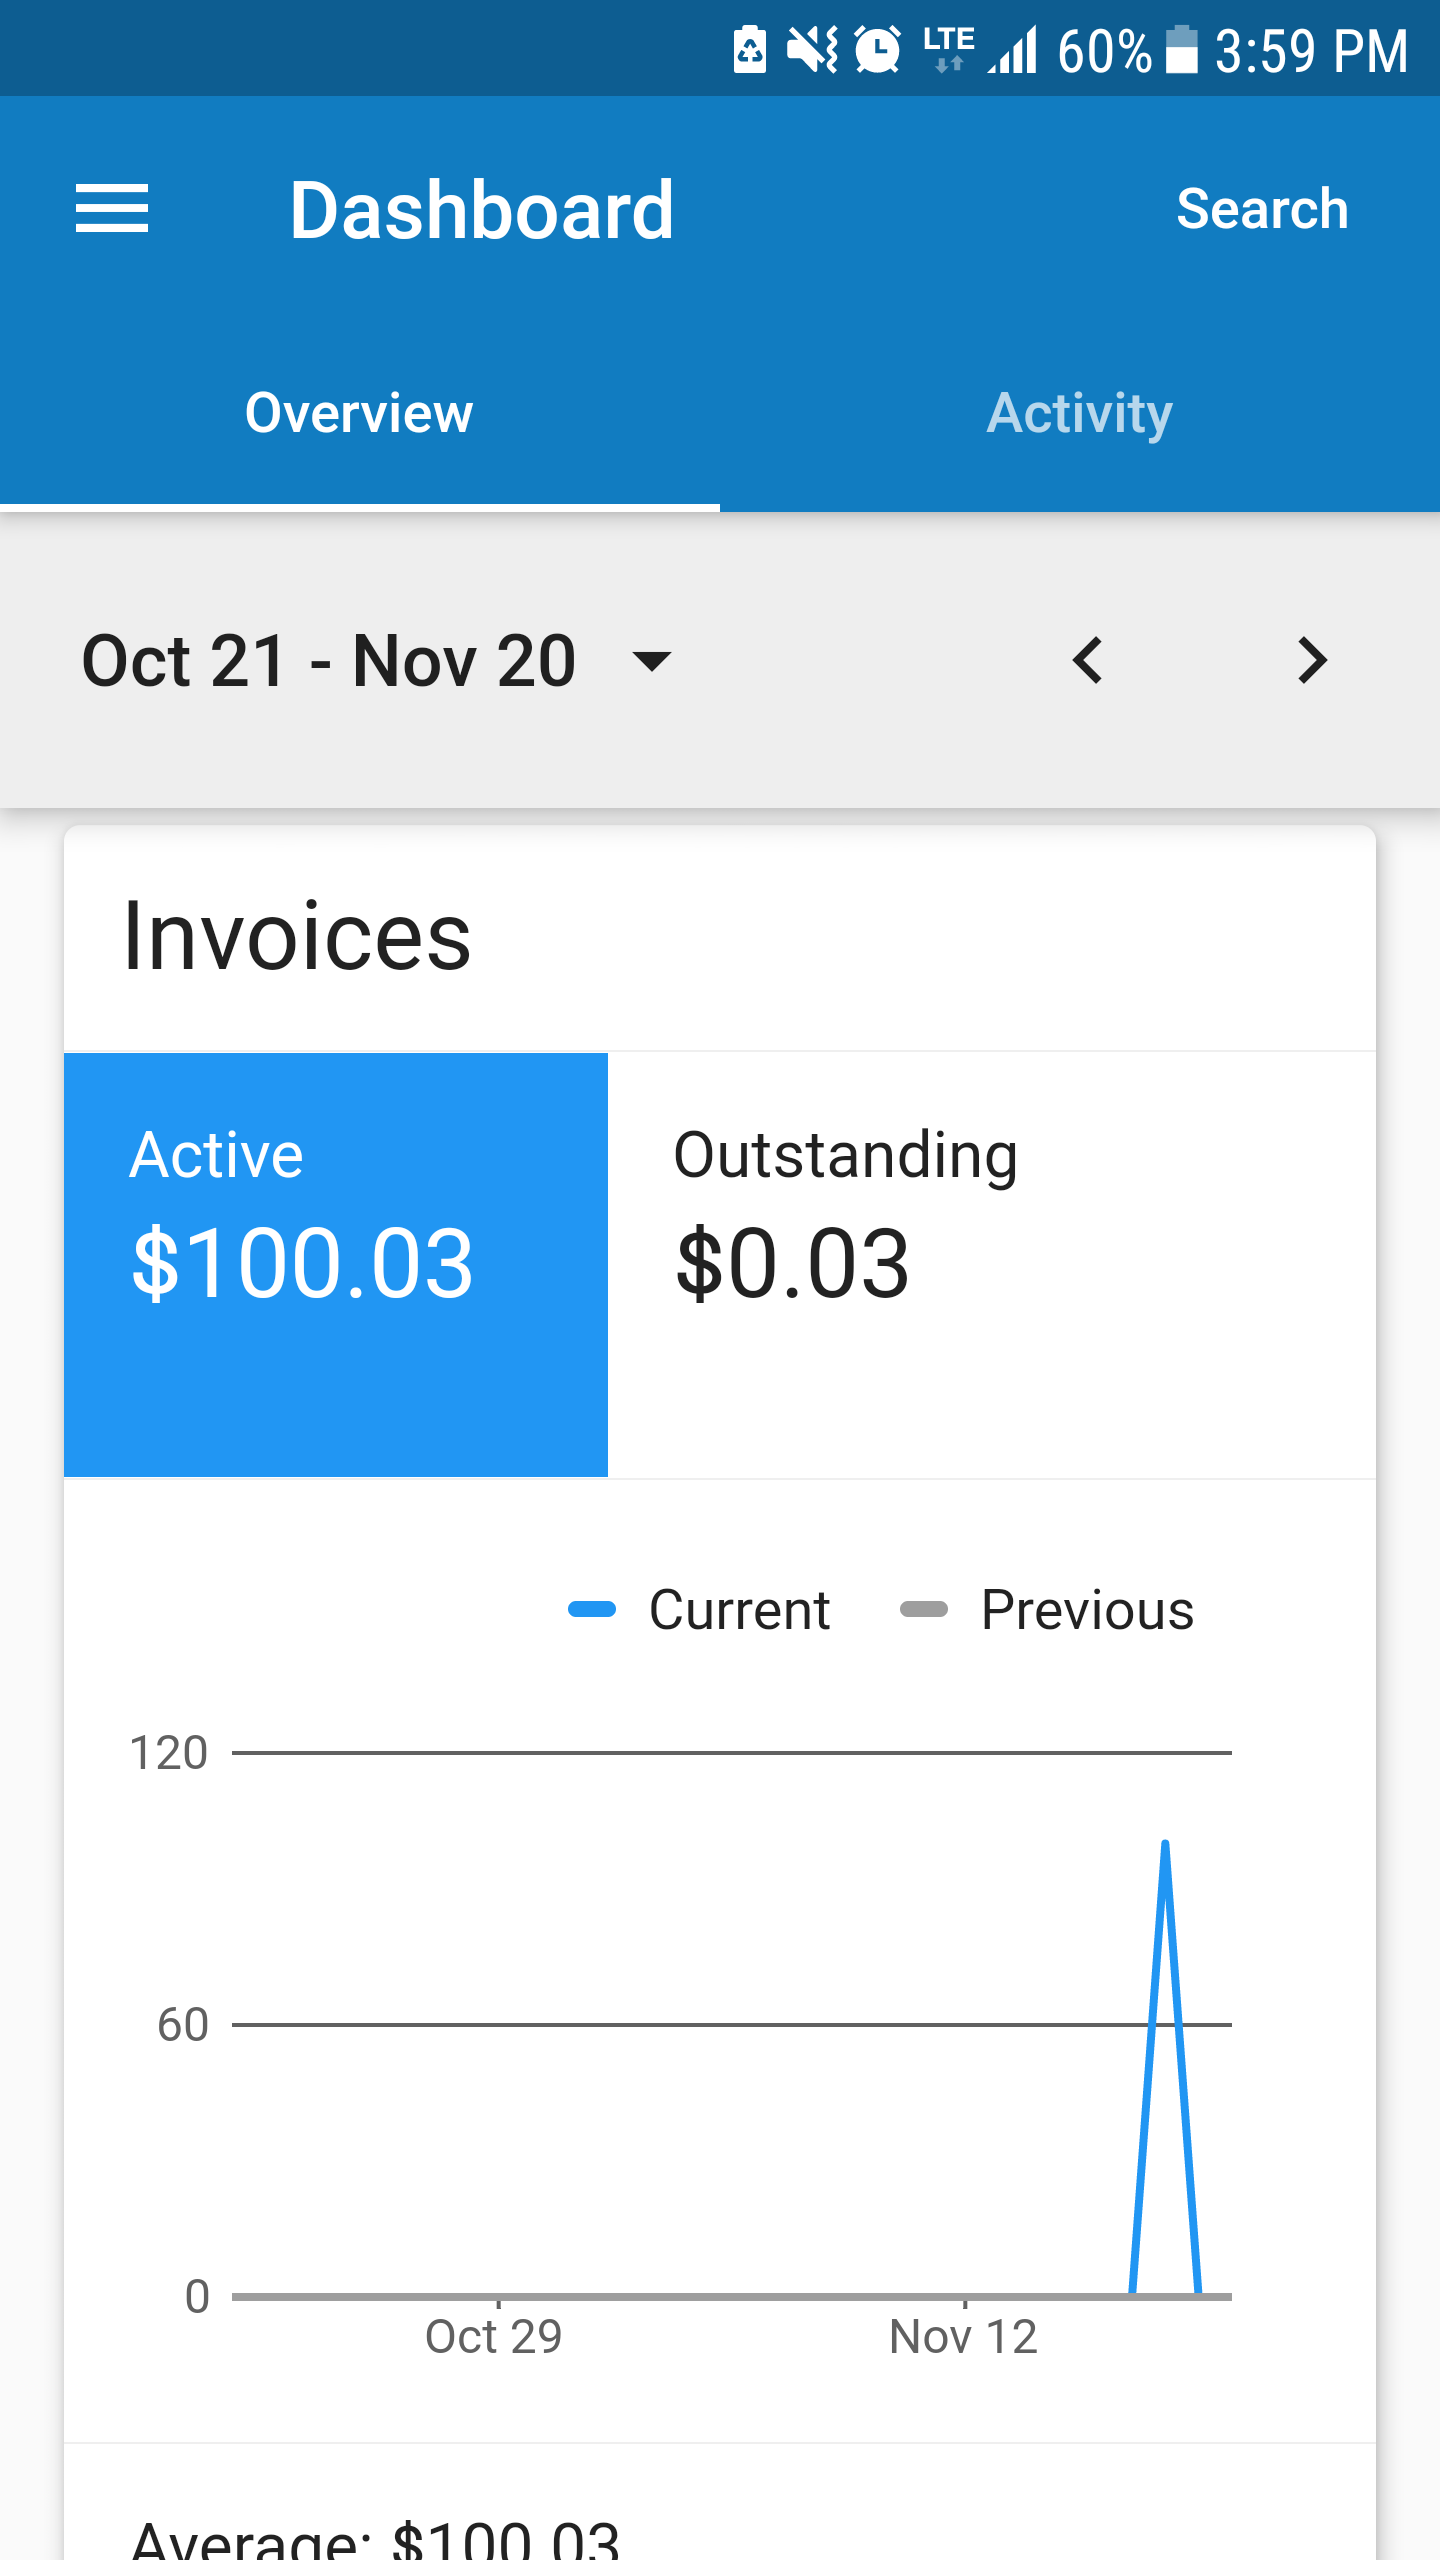 LTE 60% 3:59 PM
Dashboard Search
Overview Activity
Oct 21 - Nov 20
Invoices
Active Outstanding
$100.03 $0.03
Current Previous
120
60
0
Oct 29 Nov 12
Average: $100.03